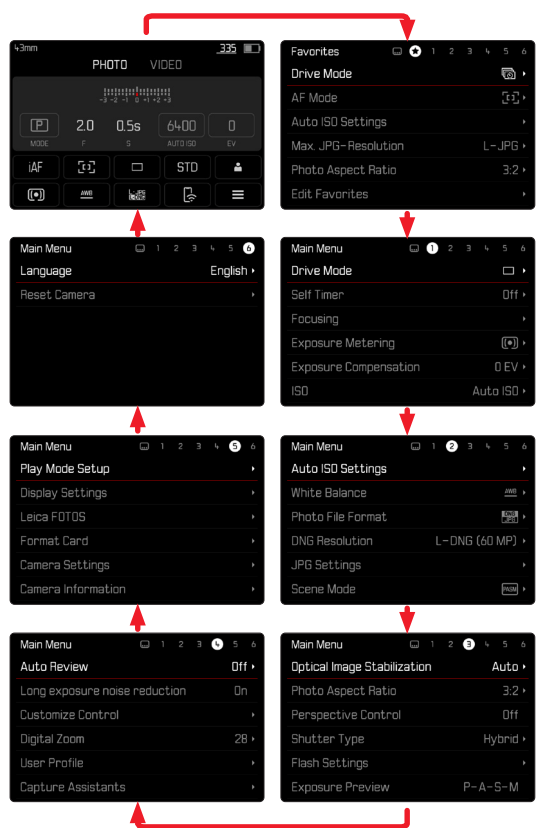 43mm 335
PHOTO VIDEO
-3 -2 -1 0 +1 +2 +3
P 2.0 0.5s 6400 0
MODE F S AUTO ISO EV
iAF STD
AWB L-JPG
L-DNG
Favorites 1 2 3 4 5 6
Drive Mode
AF Mode
Auto ISO Settings
Max. JPG-Resolution L-JPG
Photo Aspect Ratio 3:2
Edit Favorites
Main Menu 1 2 3 4 5 6
Language English
Reset Camera
Main Menu 1 2 3 4 5 6
Drive Mode
Self Timer Off
Focusing
Exposure Metering
Exposure Compensation 0 EV
ISO Auto ISO
Main Menu 1 2 3 4 5 6
Play Mode Setup
Display Settings
Leica FOTOS
Format Card
Camera Settings
Camera Information
Main Menu 1 2 3 4 5 6
Auto ISO Settings
White Balance AWB
Photo File Format DNG
JPG
DNG Resolution L-DNG (60 MP)
JPG Settings
Scene Mode PASM
Main Menu 1 2 3 4 5 6
Auto Review Off
Long exposure noise reduction On
Customize Control
Digital Zoom 28
User Profile
Capture Assistants
Main Menu 1 2 3 4 5 6
Optical Image Stabilization Auto
Photo Aspect Ratio 3:2
Perspective Control Off
Shutter Type Hybrid
Flash Settings
Exposure Preview P-A-S-M